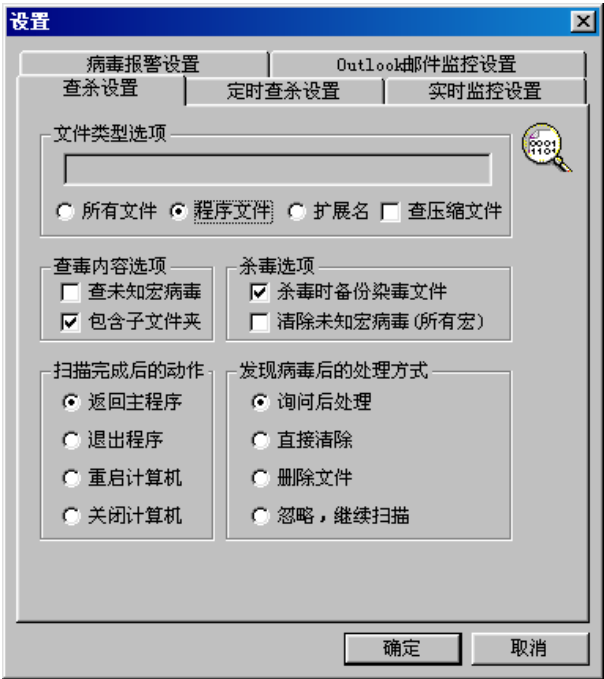 设置
病毒报警设置 Outlook邮件监控设置
查杀设置 定时查杀设置 实时监控设置
文件类型选项
0001
1101
所有文件 程序文件 扩展名 查压缩文件
查毒内容选项 杀毒选项
查未知宏病毒 杀毒时备份染毒文件
包含子文件夹 清除未知宏病毒(所有宏)
扫描完成后的动作 发现病毒后的处理方式
返回主程序 询问后处理
退出程序 直接清除
重启计算机 删除文件
关闭计算机 忽略，继续扫描
确定 取消